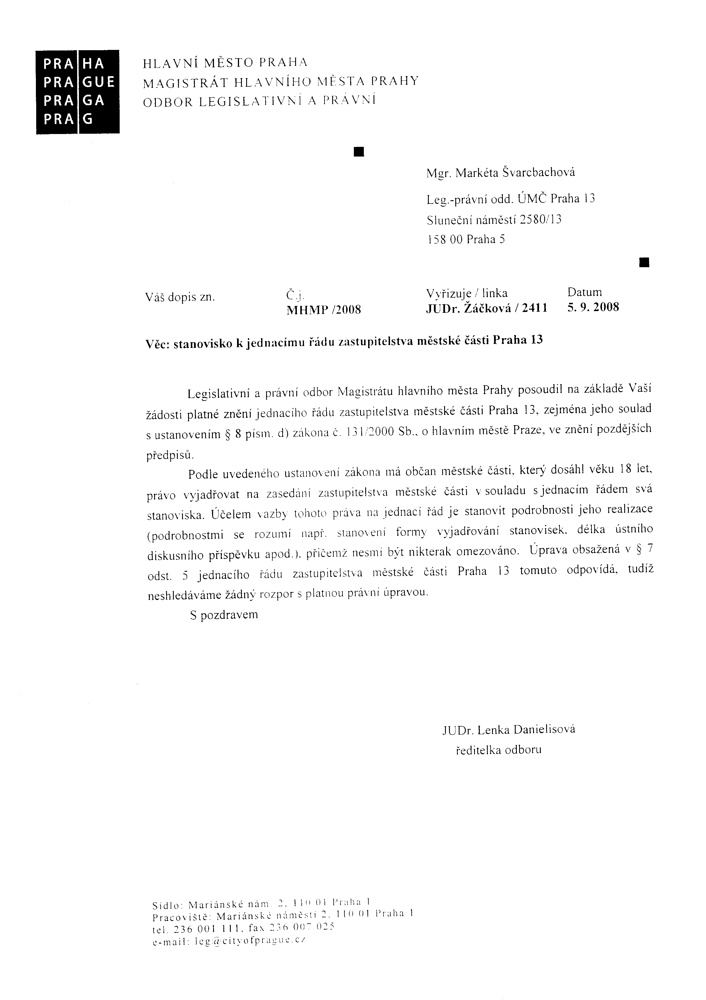 PRA HA
PRA GUE
PRA GA
PRA G
HLAVNÍ MĚSTO PRAHA
MAGISTRÁT HLAVNÍHO MĚSTA PRAHY
ODBOR LEGISLATIVNÍ A PRÁVNÍ
Mgr. Markéta Švarcbachová
Leg.-právní odd. ÚMČ Praha 13
Sluneční náměstí 2580/13
158 00 Praha 5
Váš dopis zn. Č.j. Vyřizuje / linka Datum
MHMP /2008 JUDr. Žáčková / 2411 5. 9. 2008
Věc: stanovisko k jednacímu řádu zastupitelstva městské části Praha 13
Legislativní a právní odbor Magistrátu hlavního města Prahy posoudil na základě Vaší
žádosti platné znění jednacího řádu zastupitelstva městské části Praha 13, zejména jeho soulad
s ustanovením § 8 písm. d) zákona č. 131/2000 Sb., o hlavním městě Praze, ve znění pozdějších
předpisů.
Podle uvedeného ustanovení zákona má občan městské části, který dosáhl věku 18 let,
právo vyjadřovat na zasedání zastupitelstva městské části v souladu s jednacím řádem svá
stanoviska. Účelem vazby tohoto práva na jednací řád je stanovit podrobnosti jeho realizace
(podrobnostmi se rozumí např. stanovení formy vyjadřování stanovisek, délka ústního
diskusního příspěvku apod.), přičemž nesmí být nikterak omezováno. Úprava obsažená v § 7
odst. 5 jednacího řádu zastupitelstva městské části Praha 13 tomuto odpovídá, tudíž
neshledáváme žádný rozpor s platnou právní úpravou.
S pozdravem
JUDr. Lenka Danielisová
ředitelka odboru
Sídlo: Mariánské nám. 2, 110 01 Praha 1
Pracoviště: Mariánské náměstí 2, 110 01 Praha 1
tel. 236 001 111, fax 236 007 025
e-mail: leg@cityofprague.cz